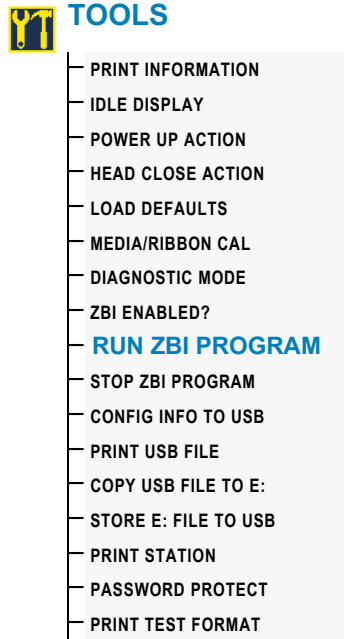 TOOLS
PRINT INFORMATION
IDLE DISPLAY
POWER UP ACTION
HEAD CLOSE ACTION
LOAD DEFAULTS
MEDIA/RIBBON CAL
DIAGNOSTIC MODE
ZBI ENABLED?
RUN ZBI PROGRAM
STOP ZBI PROGRAM
CONFIG INFO TO USB
PRINT USB FILE
COPY USB FILE TO E:
STORE E: FILE TO USB
PRINT STATION
PASSWORD PROTECT
PRINT TEST FORMAT